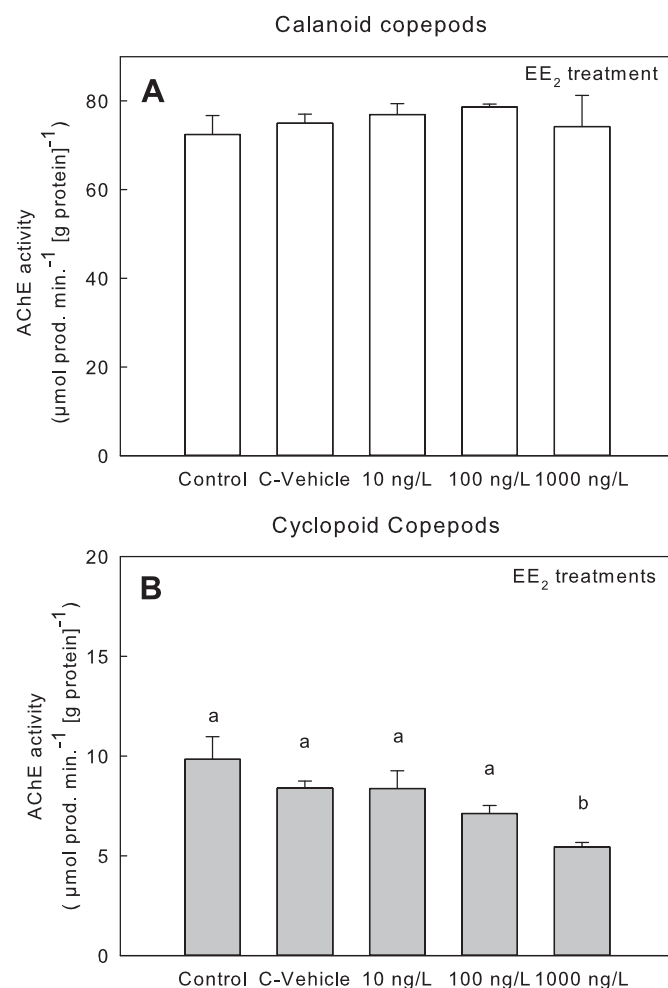 Calanoid copepods
A
EE₂ treatment
80
60
40
20
0
AChE activity
(µmol prod. min.⁻¹ [g protein]⁻¹)
Control C-Vehicle 10 ng/L 100 ng/L 1000 ng/L
Cyclopoid Copepods
B
EE₂ treatments
20
15
10
5
0
AChE activity
( µmol prod. min.⁻¹ [g protein]⁻¹ )
a a a a b
Control C-Vehicle 10 ng/L 100 ng/L 1000 ng/L